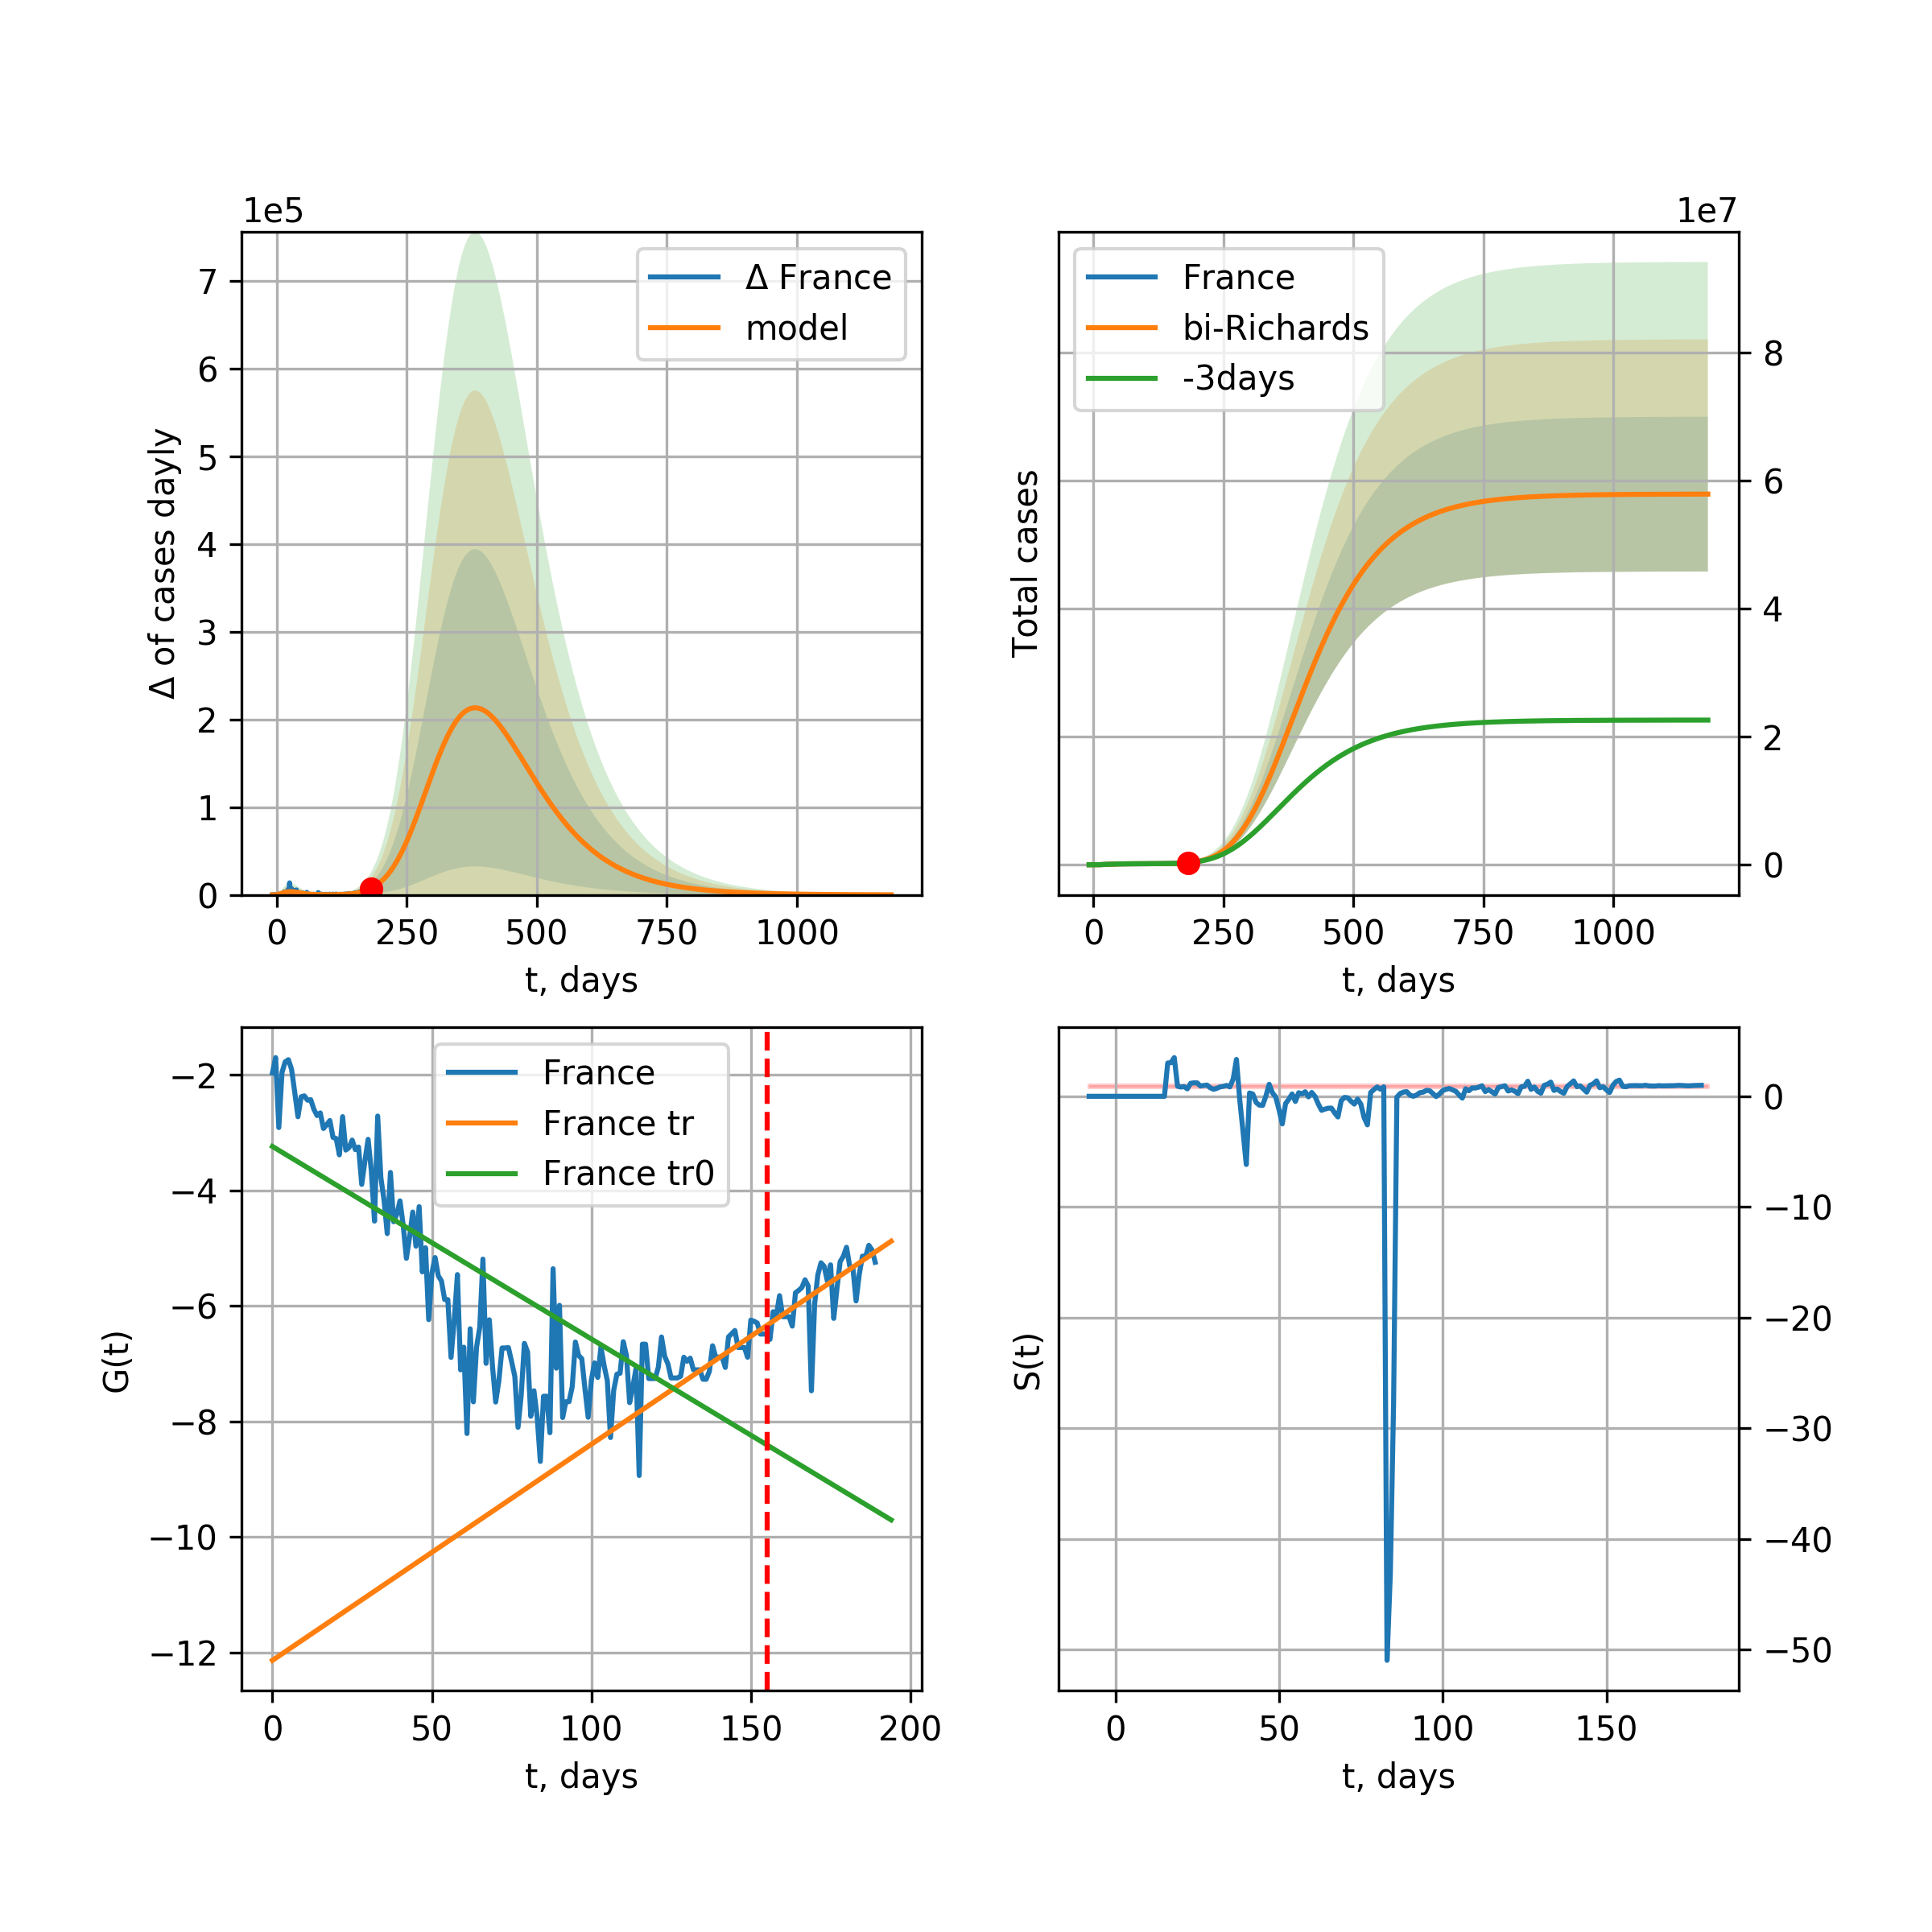 1e5
Δ of cases dayly
7
6
5
4
3
2
1
0
Δ France
model
0 250 500 750 1000
t, days
1e7
Total cases
France
bi-Richards
-3days
8
6
4
2
0
0 250 500 750 1000
t, days
G(t)
−2
−4
−6
−8
−10
−12
France
France tr
France tr0
0 50 100 150 200
t, days
S(t)
0
−10
−20
−30
−40
−50
0 50 100 150
t, days